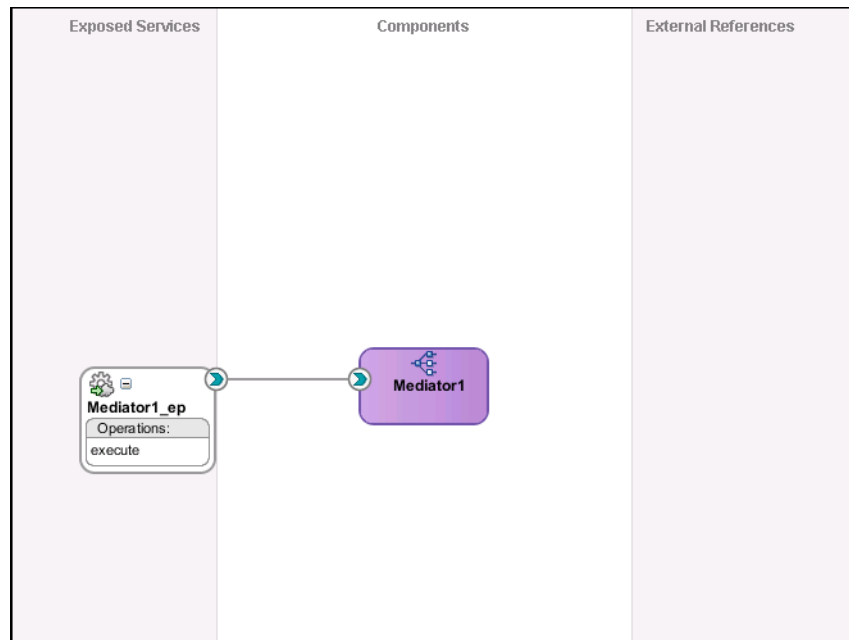 Exposed Services
Components
External References
Mediator1
Mediator1_ep
Operations:
execute